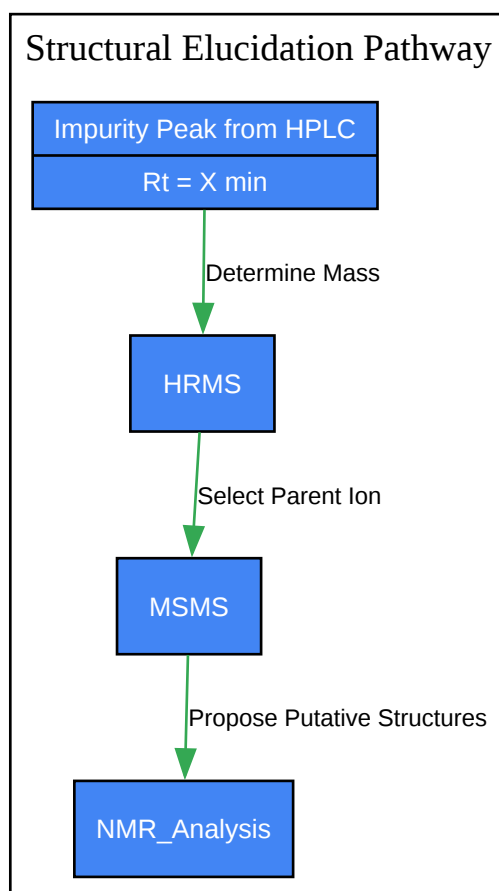 Structural Elucidation Pathway
Impurity Peak from HPLC
Rt = X min
Determine Mass
HRMS
Select Parent Ion
MSMS
Propose Putative Structures
NMR_Analysis